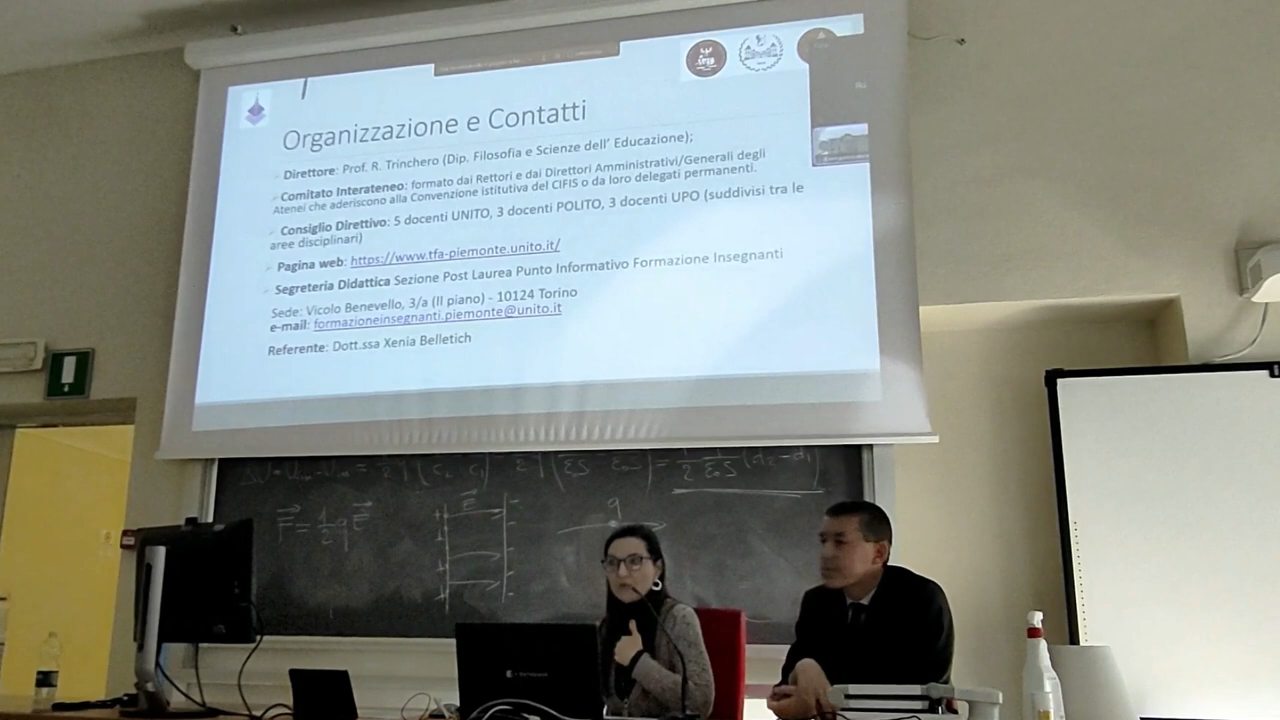 Organizzazione e Contatti
Direttore: Prof. R. Trinchero (Dip. Filosofia e Scienze dell' Educazione);
Comitato Interateneo: formato dai Rettori e dai Direttori Amministrativi/Generali degli
Atenei che aderiscono alla Convenzione istitutiva del CIFIS o da loro delegati permanenti.
Consiglio Direttivo: 5 docenti UNITO, 3 docenti POLITO, 3 docenti UPO (suddivisi tra le
aree disciplinari)
Pagina web: https://www.tfa-piemonte.unito.it/
Segreteria Didattica Sezione Post Laurea Punto Informativo Formazione Insegnanti
Sede: Vicolo Benevello, 3/a (II piano) - 10124 Torino
e-mail: formazioneinsegnanti.piemonte@unito.it
Referente: Dott.ssa Xenia Belletich
F = 1/2 q E
E
q